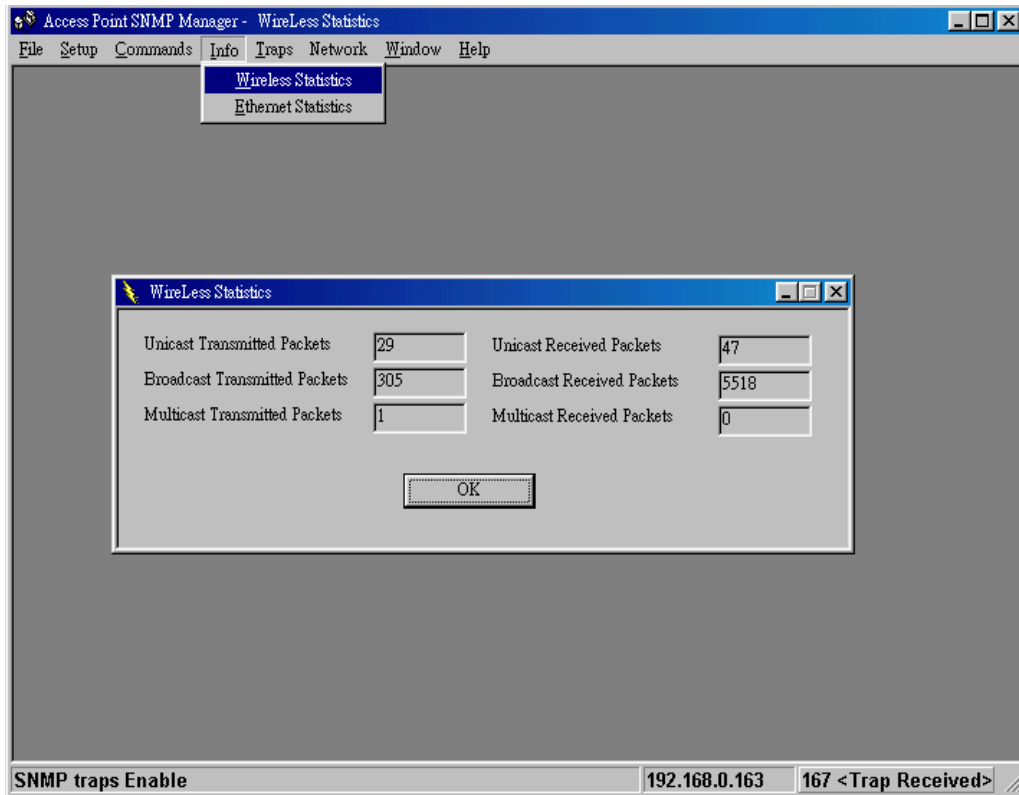 Access Point SNMP Manager - WireLess Statistics
File Setup Commands Info Traps Network Window Help
Wireless Statistics
Ethernet Statistics
WireLess Statistics
Unicast Transmitted Packets 29 Unicast Received Packets 47
Broadcast Transmitted Packets 305 Broadcast Received Packets 5518
Multicast Transmitted Packets 1 Multicast Received Packets 0
OK
SNMP traps Enable 192.168.0.163 167 <Trap Received>